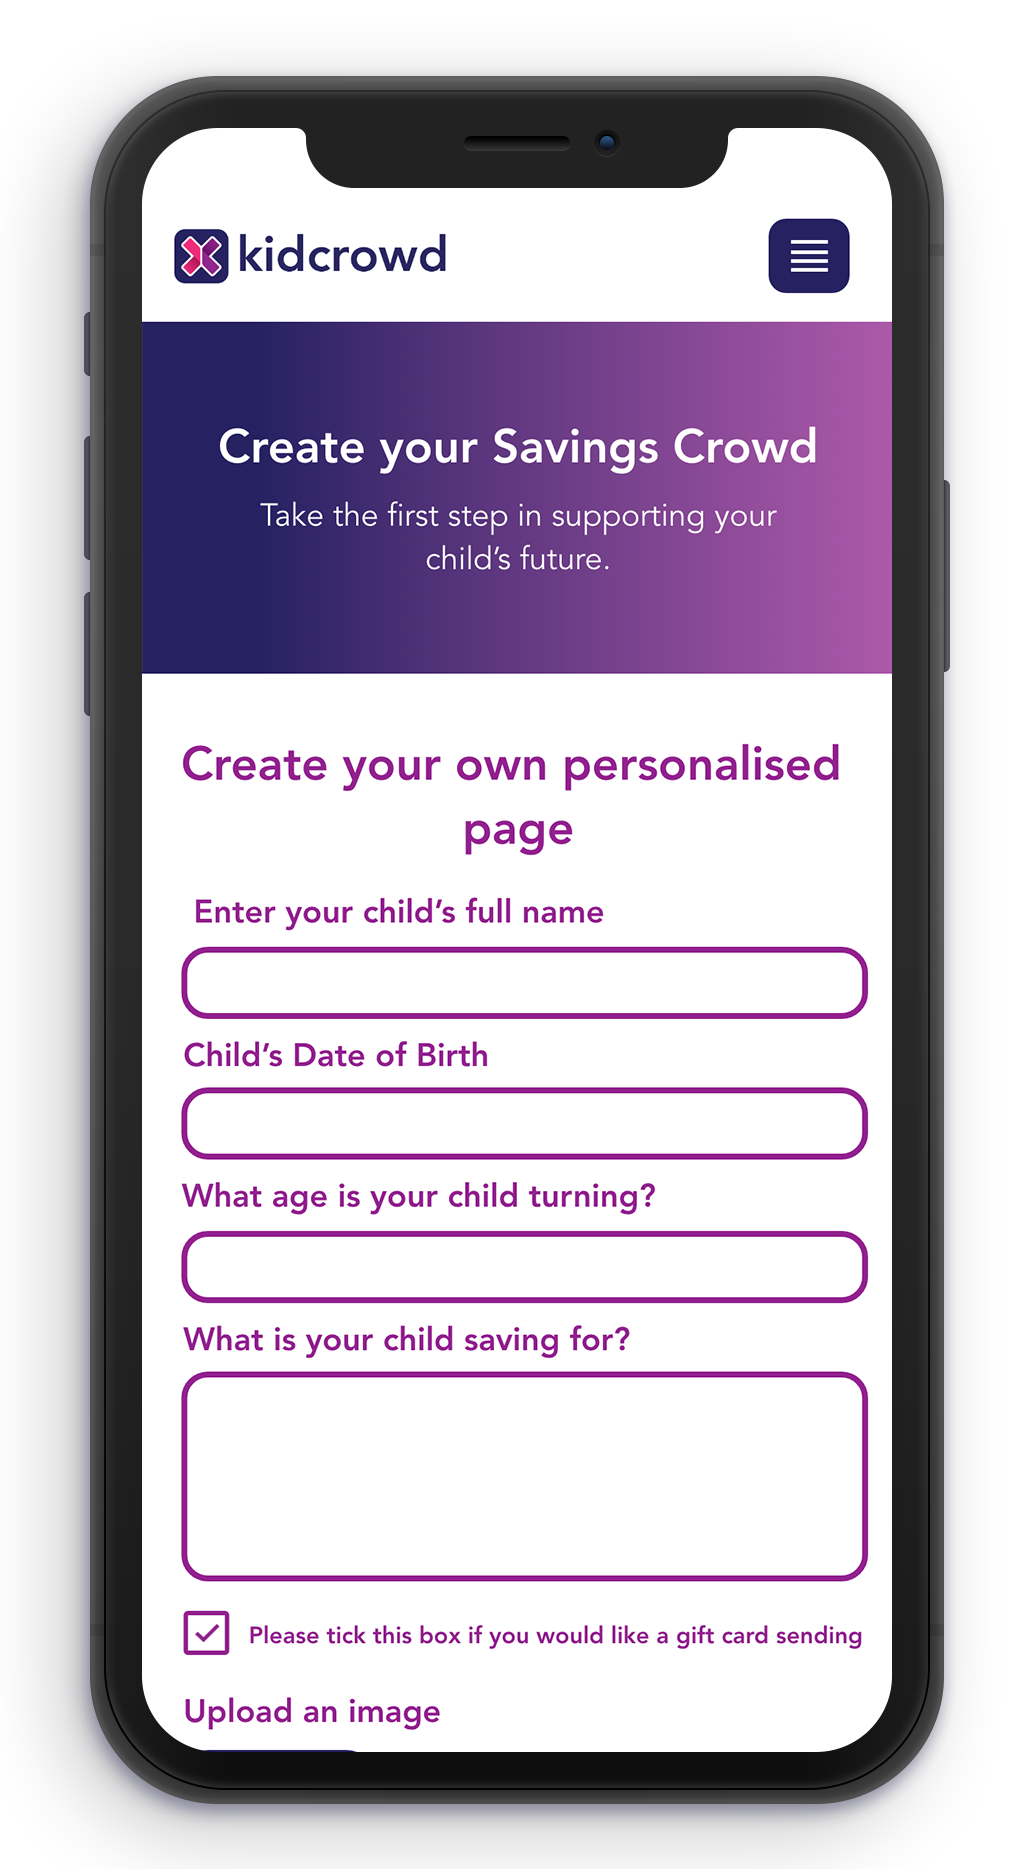 kidcrowd
Create your Savings Crowd
Take the first step in supporting your
child’s future.
Create your own personalised
page
Enter your child’s full name
Child’s Date of Birth
What age is your child turning?
What is your child saving for?
Please tick this box if you would like a gift card sending
Upload an image